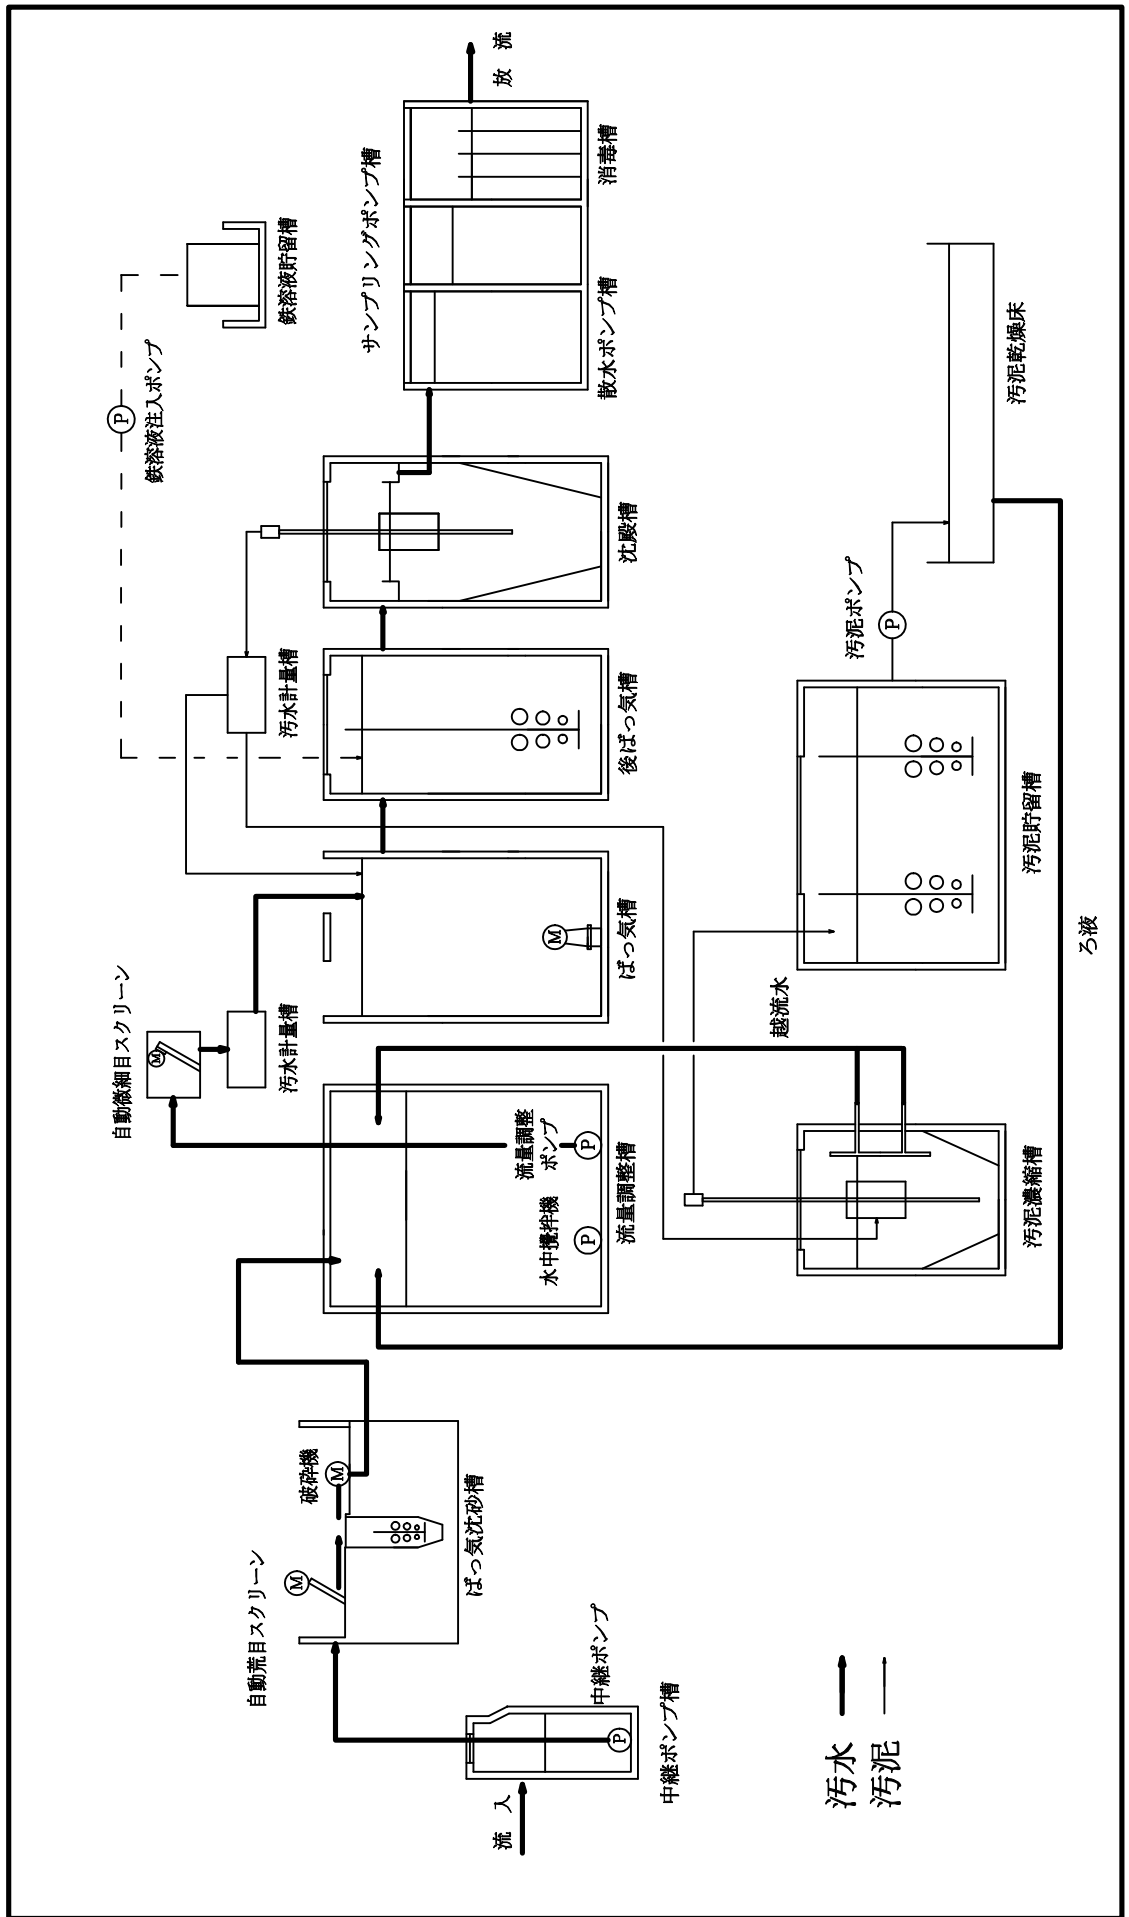 流入
中継ポンプ槽
中継ポンプ
P
自動荒目スクリーン
M
ばっ気沈砂槽
破砕機
M
流量調整槽
水中攪拌機
P
流量調整
ポンプ
P
自動微細目スクリーン
M
汚水計量槽
ばっ気槽
M
汚水計量槽
後ばっ気槽
沈殿槽
鉄溶液注入ポンプ
P
鉄溶液貯留槽
散水ポンプ槽
サンプリングポンプ槽
消毒槽
放流
汚泥濃縮槽
越流水
汚泥貯留槽
汚泥ポンプ
P
汚泥乾燥床
ろ液
汚水
汚泥